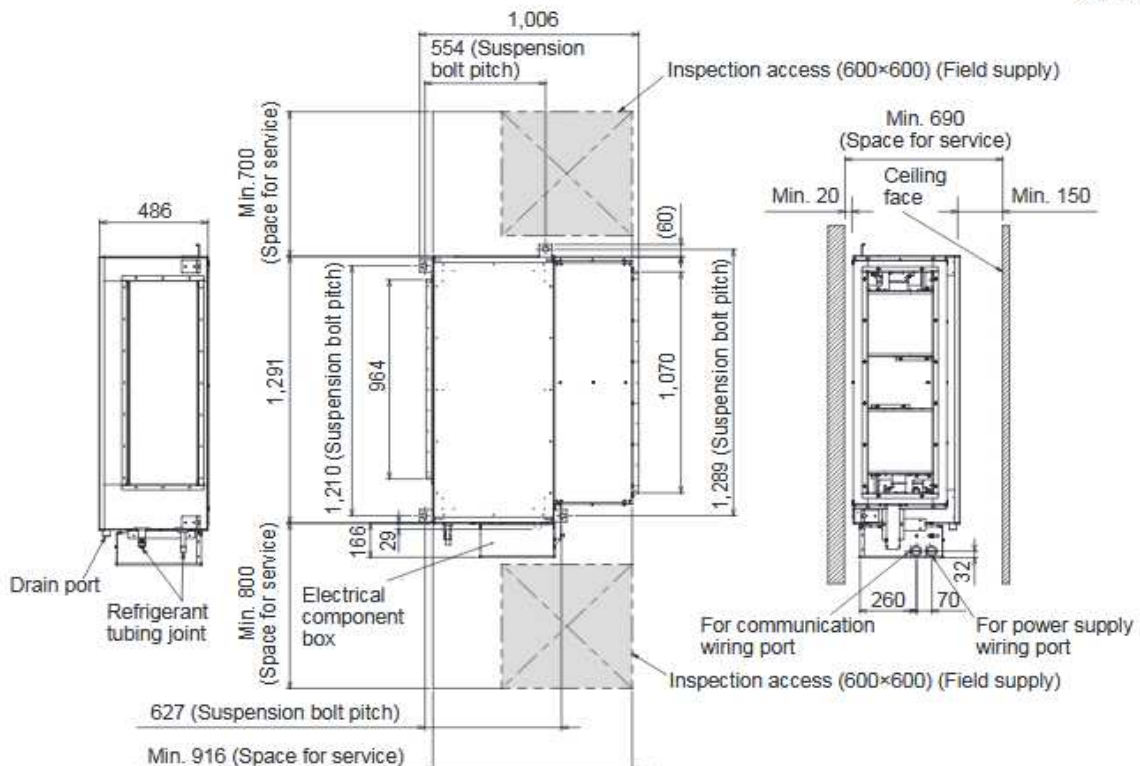 1,006
554 (Suspension
bolt pitch)
Inspection access (600×600) (Field supply)
Min. 690
(Space for service)
Ceiling
face
Min. 20
Min. 150
486
Min.700
(Space for service)
(60)
1,291
1,210 (Suspension bolt pitch)
964
1,070
1,289 (Suspension bolt pitch)
166
29
Min. 800
(Space for service)
Drain port
Refrigerant
tubing joint
Electrical
component
box
32
260
70
For communication
wiring port
For power supply
wiring port
Inspection access (600×600) (Field supply)
627 (Suspension bolt pitch)
Min. 916 (Space for service)